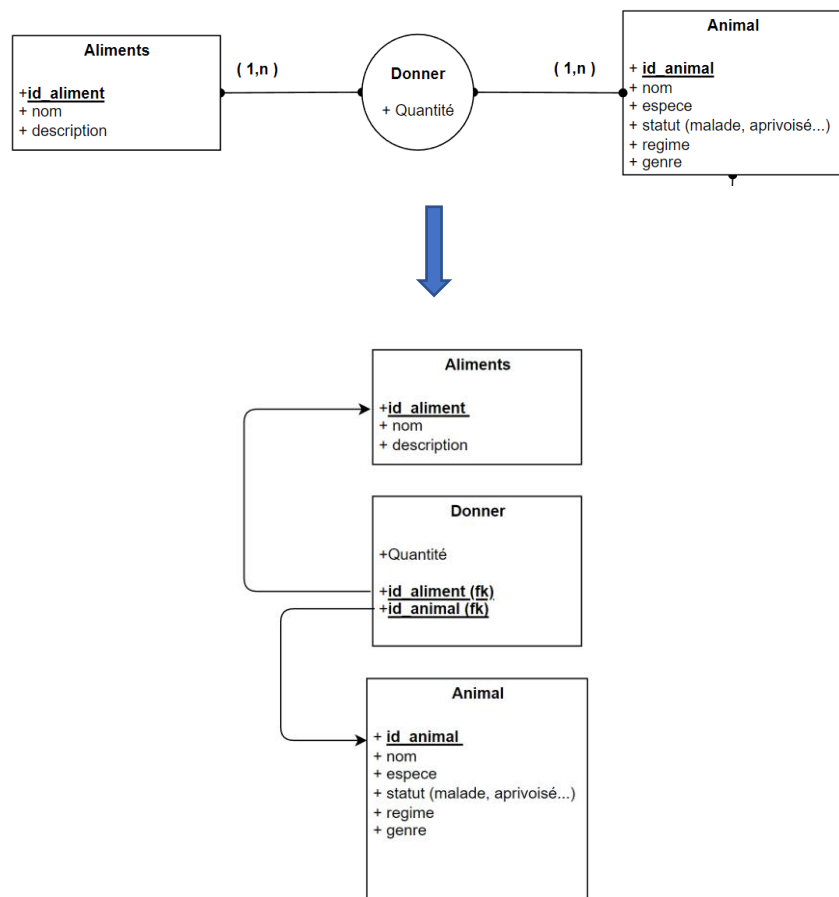 Aliments
+id_aliment
+ nom
+ description
( 1,n )
Donner
+ Quantité
( 1,n )
Animal
+ id_animal
+ nom
+ espece
+ statut (malade, aprivoisé...)
+ regime
+ genre
Aliments
+id_aliment
+ nom
+ description
Donner
+Quantité
+id_aliment (fk)
+id_animal (fk)
Animal
+ id_animal
+ nom
+ espece
+ statut (malade, aprivoisé...)
+ regime
+ genre